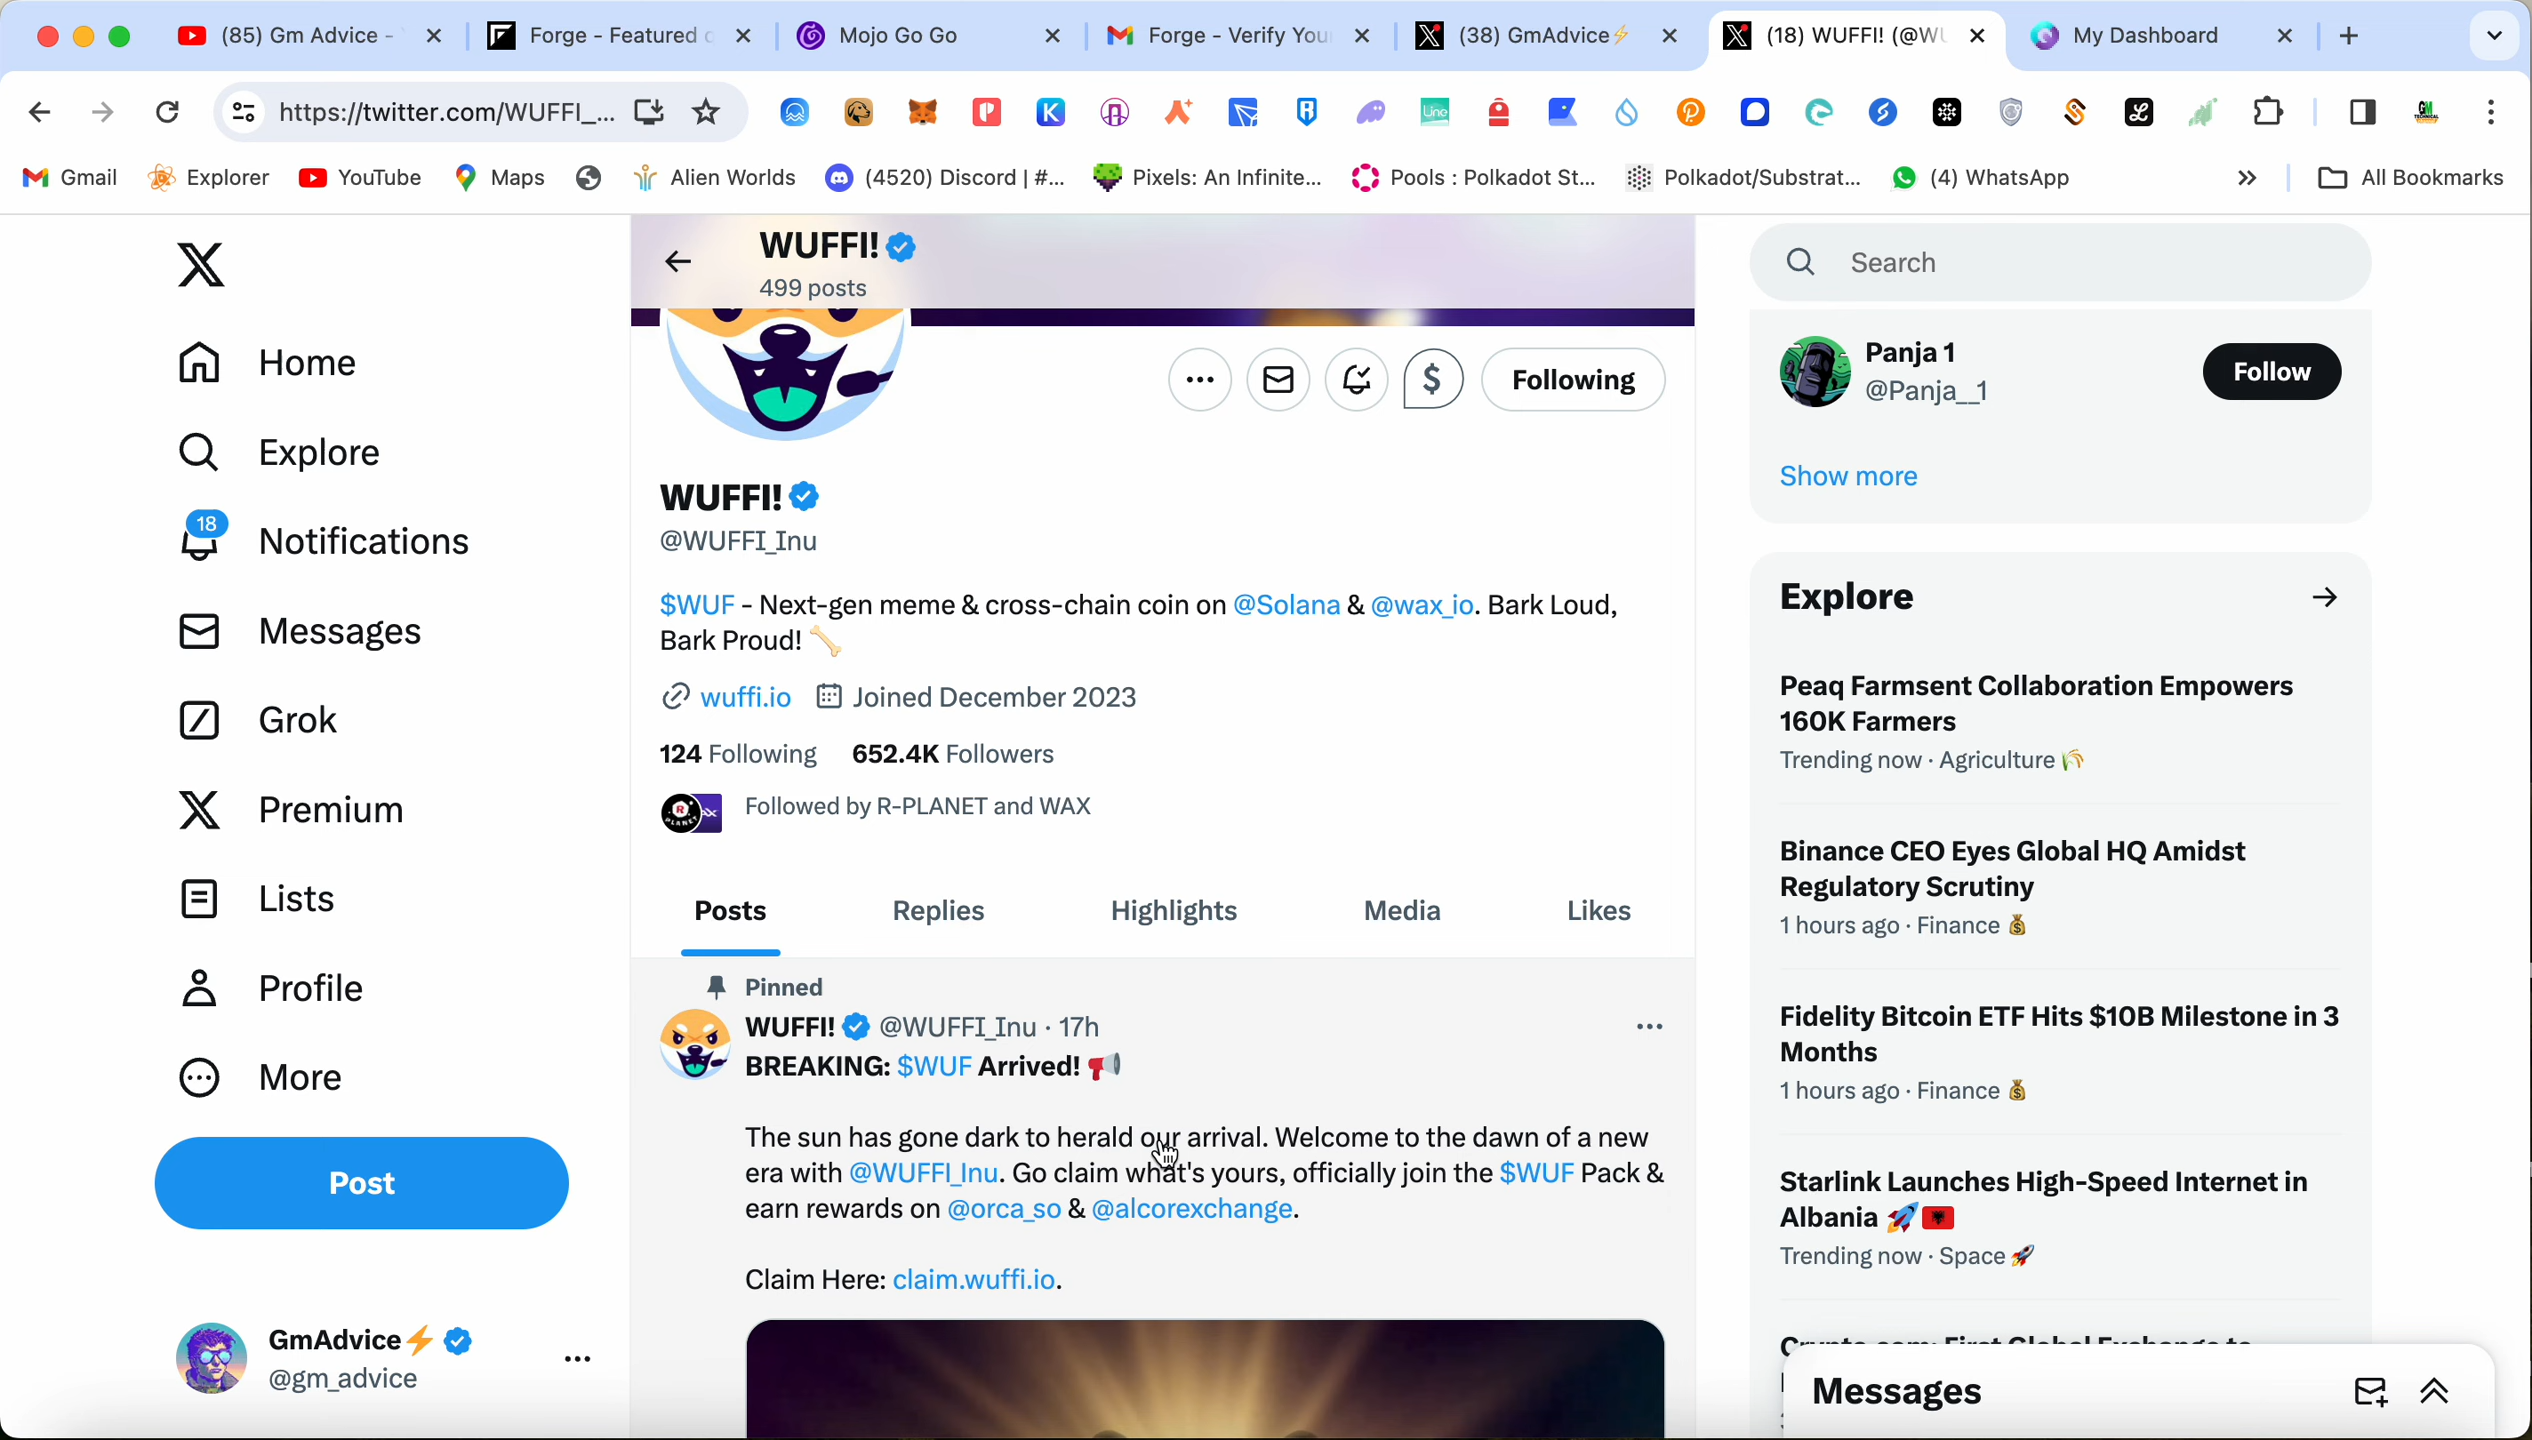 (85) Gm Advice -
Forge - Featured
Mojo Go Go
Forge - Verify You
(38) GmAdvice⚡
(18) WUFFI! (@WU
My Dashboard
https://twitter.com/WUFFI_...
Gmail
Explorer
YouTube
Maps
Alien Worlds
(4520) Discord | #...
Pixels: An Infinite...
Pools : Polkadot St...
Polkadot/Substrat...
(4) WhatsApp
All Bookmarks
Home
Explore
18
Notifications
Messages
Grok
Premium
Lists
Profile
More
Post
GmAdvice⚡
@gm_advice
WUFFI!
499 posts
Following
WUFFI!
@WUFFI_Inu
$WUF - Next-gen meme & cross-chain coin on @Solana & @wax_io. Bark Loud,
Bark Proud! 🦴
wuffi.io Joined December 2023
124 Following 652.4K Followers
Followed by R-PLANET and WAX
Posts Replies Highlights Media Likes
Pinned
WUFFI! @WUFFI_Inu · 17h
BREAKING: $WUF Arrived! 📢
The sun has gone dark to herald our arrival. Welcome to the dawn of a new
era with @WUFFI_Inu. Go claim what's yours, officially join the $WUF Pack &
earn rewards on @orca_so & @alcorexchange.
Claim Here: claim.wuffi.io.
Search
Panja 1
@Panja__1
Follow
Show more
Explore
Peaq Farmsent Collaboration Empowers
160K Farmers
Trending now · Agriculture 🌾
Binance CEO Eyes Global HQ Amidst
Regulatory Scrutiny
1 hours ago · Finance 💰
Fidelity Bitcoin ETF Hits $10B Milestone in 3
Months
1 hours ago · Finance 💰
Starlink Launches High-Speed Internet in
Albania 🚀🇦🇱
Trending now · Space 🚀
Messages